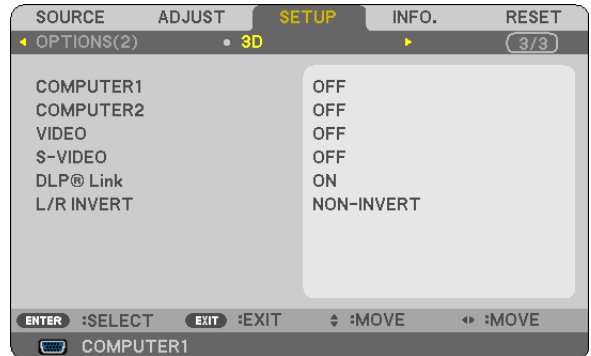 SOURCE ADJUST SETUP INFO. RESET
OPTIONS(2) 3D 3/3
COMPUTER1 OFF
COMPUTER2 OFF
VIDEO OFF
S-VIDEO OFF
DLP® Link ON
L/R INVERT NON-INVERT
ENTER :SELECT EXIT :EXIT :MOVE :MOVE
COMPUTER1